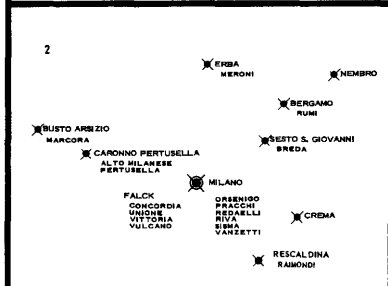 2
ERBA
MERONI
NEMBRO
BERGAMO
RUMI
BUSTO ARSIZIO
MARCORA
SESTO S. GIOVANNI
BREDA
CARONNO PERTUSELLA
ALTO MILANESE
PERTUSELLA
MILANO
FALCK
CONCORDIA
UNIONE
VITTORIA
VULCANO
ORSENIGO
PRACCHI
REDAELLI
RIVA
SISMA
VANZETTI
CREMA
RESCALDINA
RAIMONDI